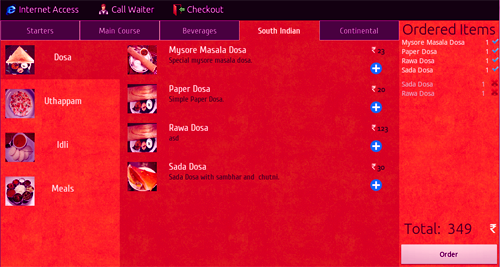 Internet Access Call Waiter Checkout
Starters Main Course Beverages South Indian Continental
Ordered Items
Dosa
Uthappam
Idli
Meals
Mysore Masala Dosa ₹ 23
Special mysore masala dosa.
Paper Dosa ₹ 20
Simple Paper Dosa.
Rawa Dosa ₹ 123
asd
Sada Dosa ₹ 30
Sada Dosa with sambhar and chutni.
Mysore Masala Dosa 1
Paper Dosa 1
Rawa Dosa 1
Sada Dosa 1
Sada Dosa 1
Rawa Dosa 1
Total: 349 ₹
Order